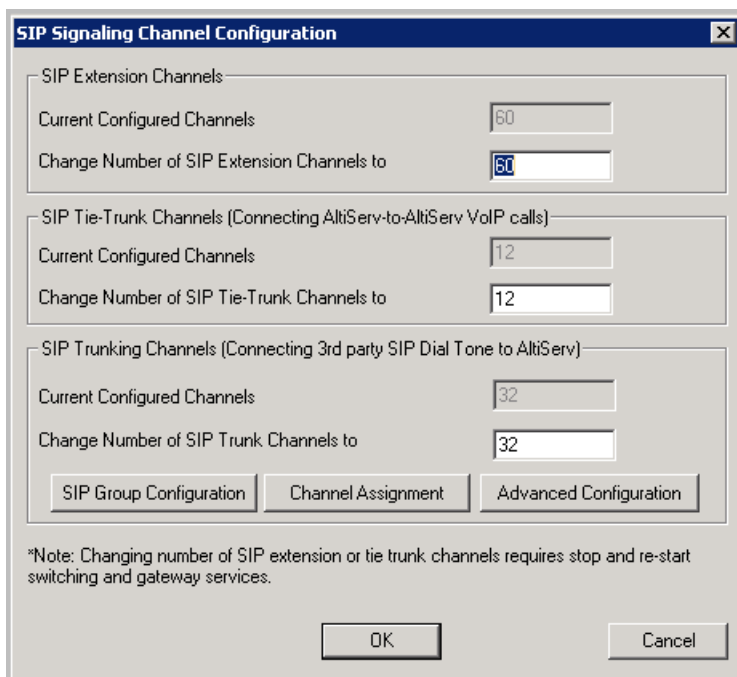 SIP Signaling Channel Configuration
SIP Extension Channels
Current Configured Channels 60
Change Number of SIP Extension Channels to 60
SIP Tie-Trunk Channels (Connecting AltiServ-to-AltiServ VoIP calls)
Current Configured Channels 12
Change Number of SIP Tie-Trunk Channels to 12
SIP Trunking Channels (Connecting 3rd party SIP Dial Tone to AltiServ)
Current Configured Channels 32
Change Number of SIP Trunk Channels to 32
SIP Group Configuration Channel Assignment Advanced Configuration
*Note: Changing number of SIP extension or tie trunk channels requires stop and re-start
switching and gateway services.
OK Cancel